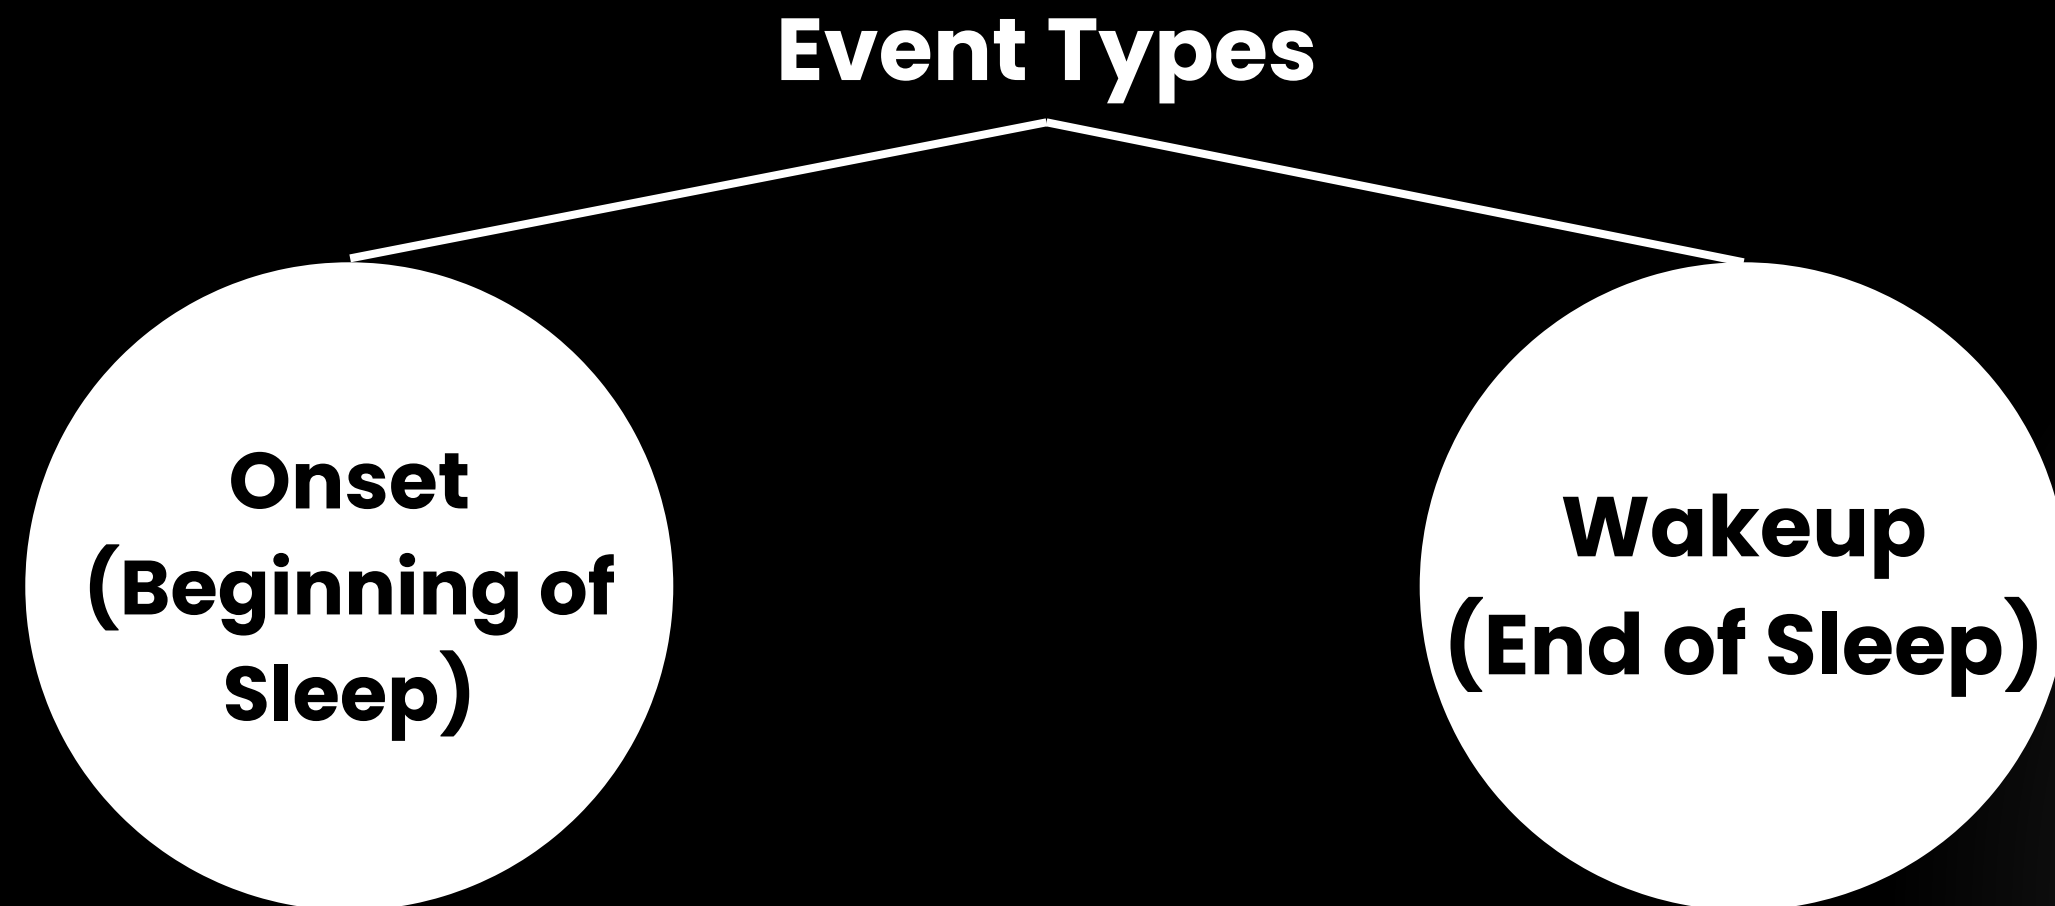 Event Types
Onset
(Beginning of
Sleep)
Wakeup
(End of Sleep)